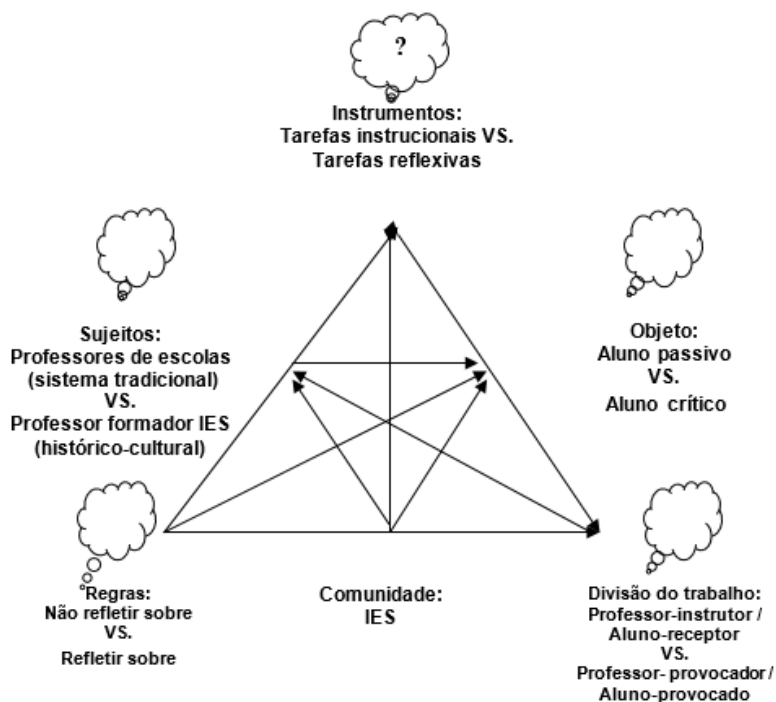 ?
Instrumentos:
Tarefas instrucionais VS.
Tarefas reflexivas
Sujeitos:
Professores de escolas
(sistema tradicional)
VS.
Professor formador IES
(histórico-cultural)
Objeto:
Aluno passivo
VS.
Aluno crítico
Regras:
Não refletir sobre
VS.
Refletir sobre
Comunidade:
IES
Divisão do trabalho:
Professor-instrutor /
Aluno-receptor
VS.
Professor- provocador /
Aluno-provocado